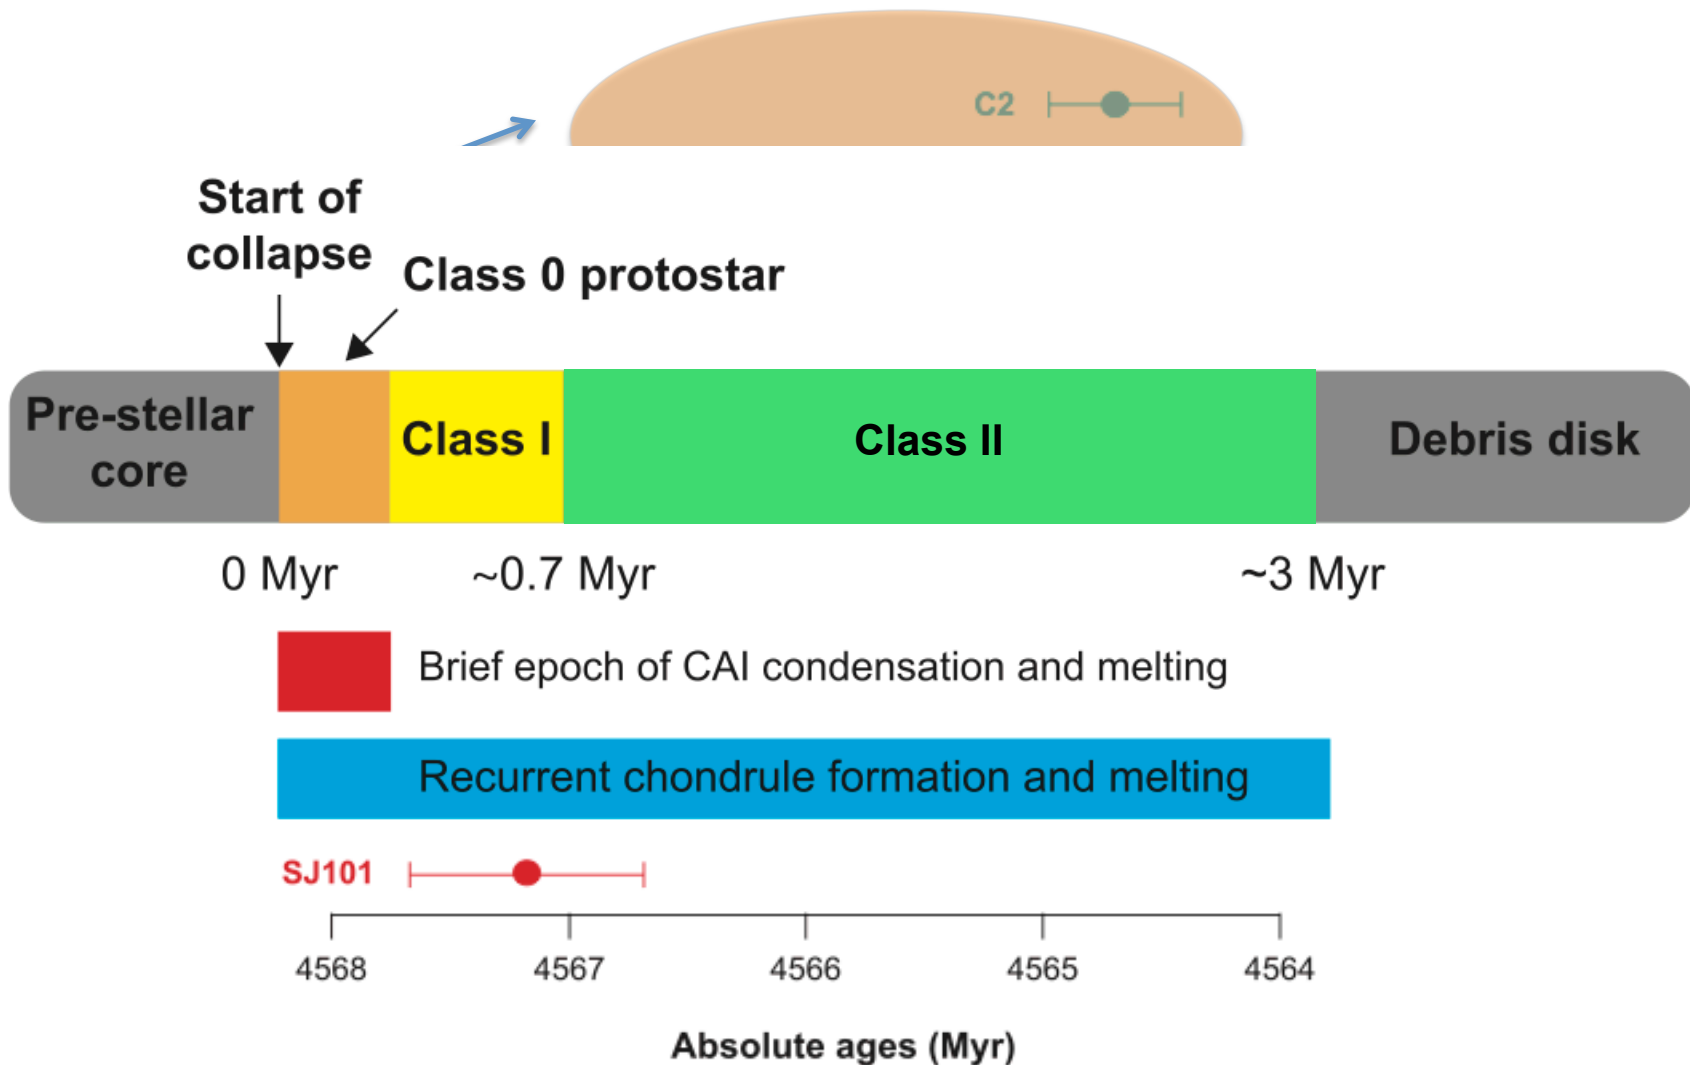 C2
Start of
collapse
Class 0 protostar
Pre-stellar
core
Class I
Class II
Debris disk
0 Myr
~0.7 Myr
~3 Myr
Brief epoch of CAI condensation and melting
Recurrent chondrule formation and melting
SJ101
4568
4567
4566
4565
4564
Absolute ages (Myr)